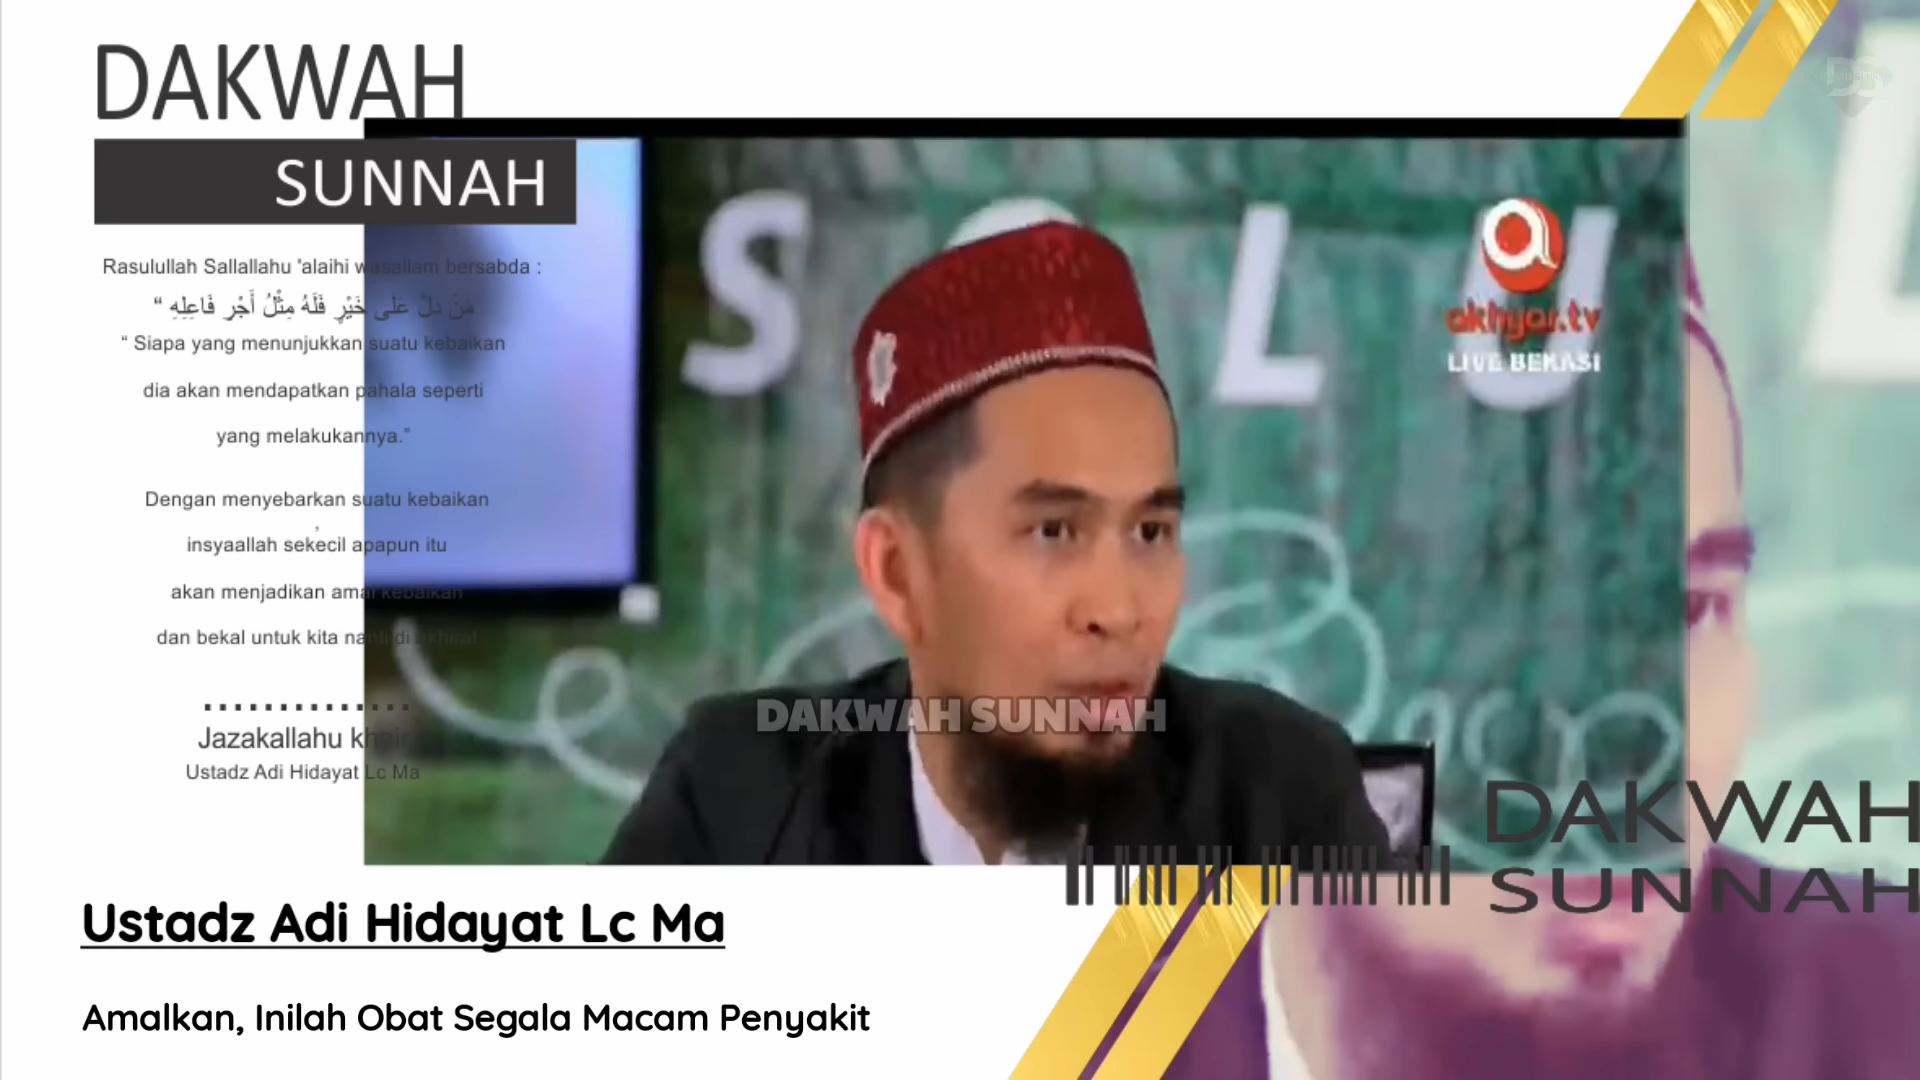 DAKWAH
SUNNAH
Rasulullah Sallallahu 'alaihi wasallam bersabda :
“ مَنْ دَلَّ عَلَى خَيْرٍ فَلَهُ مِثْلُ أَجْرِ فَاعِلِهِ
“ Siapa yang menunjukkan suatu kebaikan
dia akan mendapatkan pahala seperti
yang melakukannya.”
Dengan menyebarkan suatu kebaikan
insyaallah sekecil apapun itu
akan menjadikan amal kebaikan
dan bekal untuk kita nanti di akhirat
Jazakallahu khair
Ustadz Adi Hidayat Lc Ma
S O L U
akhyar.tv
LIVE BEKASI
DAKWAH SUNNAH
DAKWAH
SUNNAH
Ustadz Adi Hidayat Lc Ma
Amalkan, Inilah Obat Segala Macam Penyakit